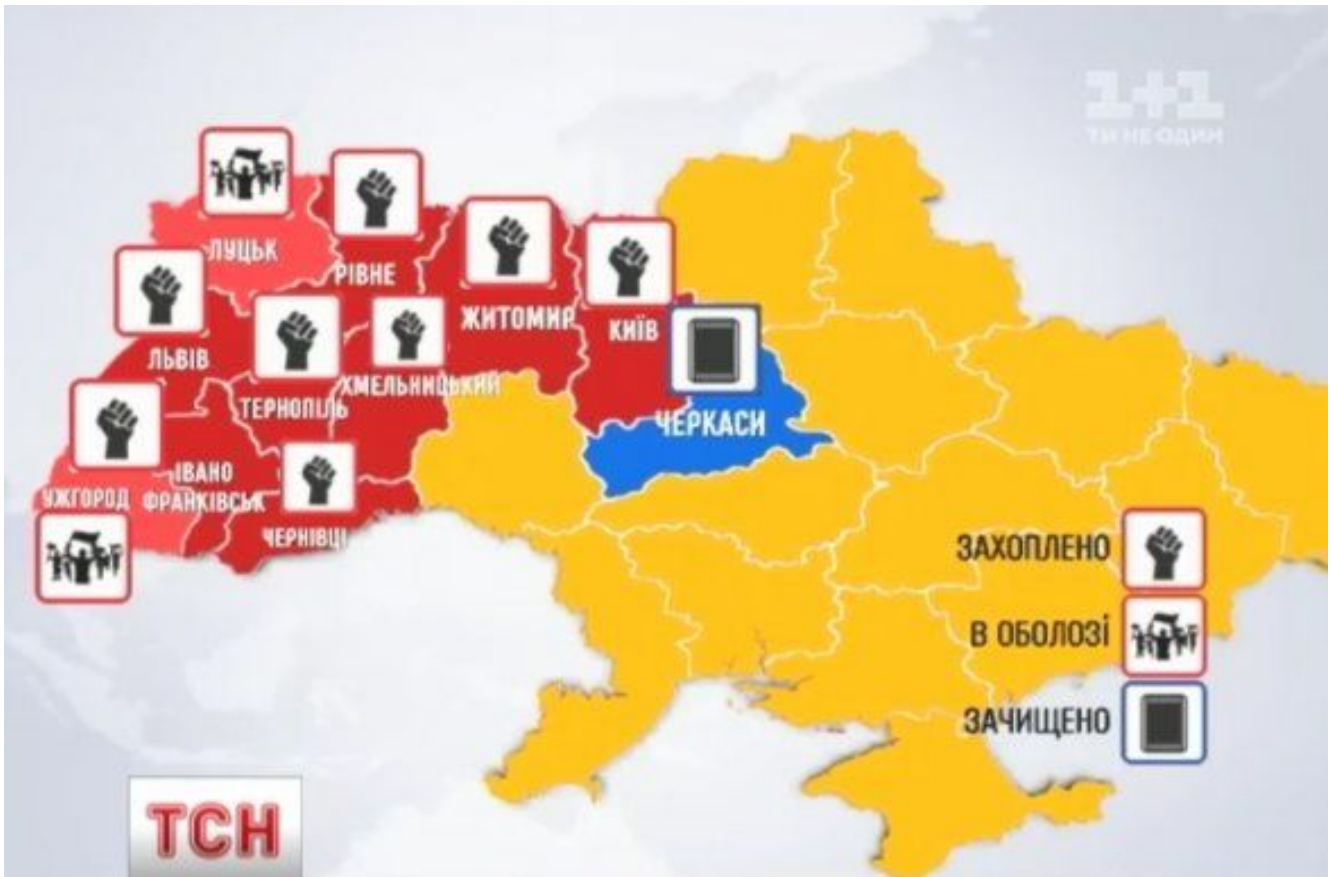 1+1
ТИ НЕ ОДИН
ЛУЦЬК
РІВНЕ
ЖИТОМИР
КИЇВ
ЛЬВІВ
ХМЕЛЬНИЦЬКИЙ
ТЕРНОПІЛЬ
ЧЕРКАСИ
ІВАНО
ФРАНКІВСЬК
УЖГОРОД
ЧЕРНІВЦІ
ЗАХОПЛЕНО
В ОБОЛОЗІ
ЗАЧИЩЕНО
ТСН